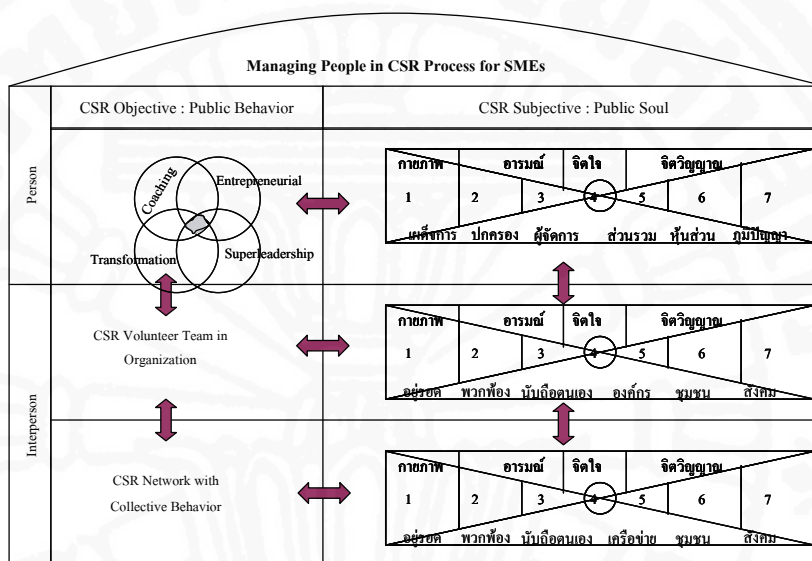 Managing People in CSR Process for SMEs
CSR Objective : Public Behavior
CSR Subjective : Public Soul
Person
Coaching
Entrepreneurial
Transformation
Superleadership
กายภาพ อารมณ์ จิตใจ จิตวิญญาณ
1 2 3 4 5 6 7
เผด็จการ ปกครอง ผู้จัดการ ส่วนรวม หุ้นส่วน ภูมิปัญญา
Interperson
CSR Volunteer Team in
Organization
กายภาพ อารมณ์ จิตใจ จิตวิญญาณ
1 2 3 4 5 6 7
อยู่รอด พวกพ้อง นับถือตนเอง องค์กร ชุมชน สังคม
CSR Network with
Collective Behavior
กายภาพ อารมณ์ จิตใจ จิตวิญญาณ
1 2 3 4 5 6 7
อยู่รอด พวกพ้อง นับถือตนเอง เครือข่าย ชุมชน สังคม